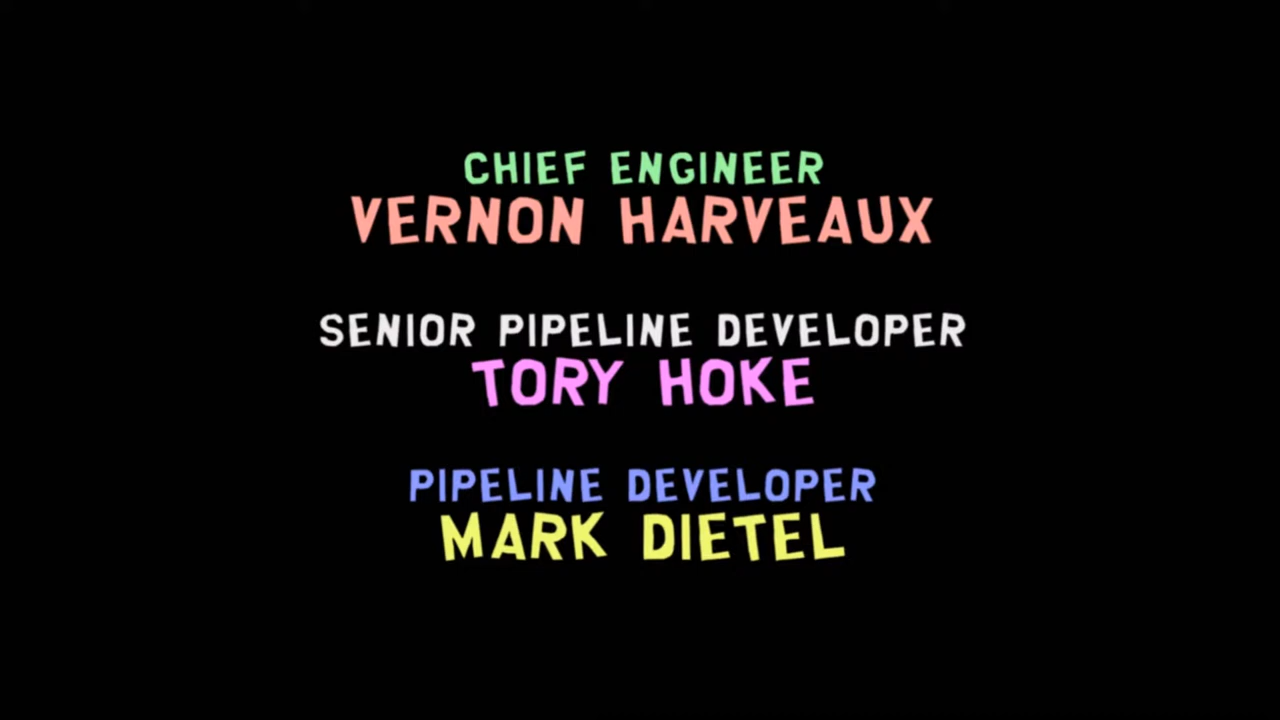 CHIEF ENGINEER
VERNON HARVEAUX
SENIOR PIPELINE DEVELOPER
TORY HOKE
PIPELINE DEVELOPER
MARK DIETEL